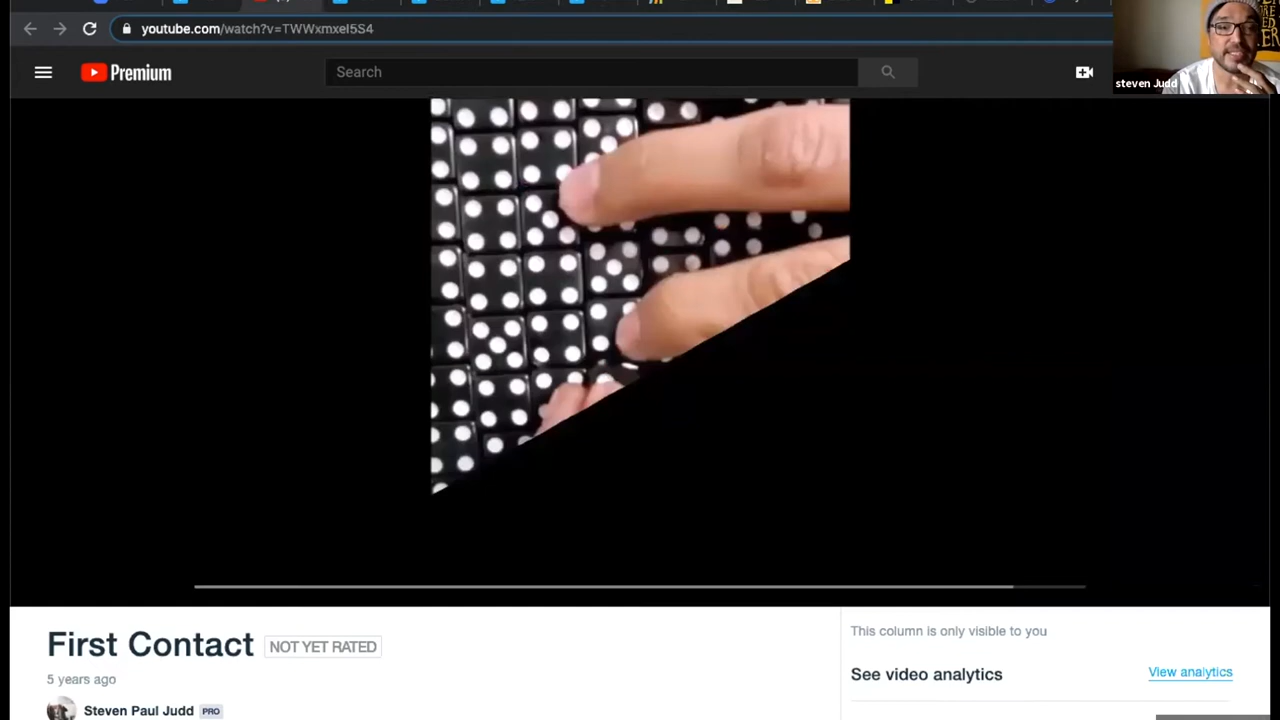 youtube.com/watch?v=TWWxmxeI5S4
Premium
Search
steven Judd
First Contact NOT YET RATED
5 years ago
Steven Paul Judd PRO
This column is only visible to you
See video analytics
View analytics